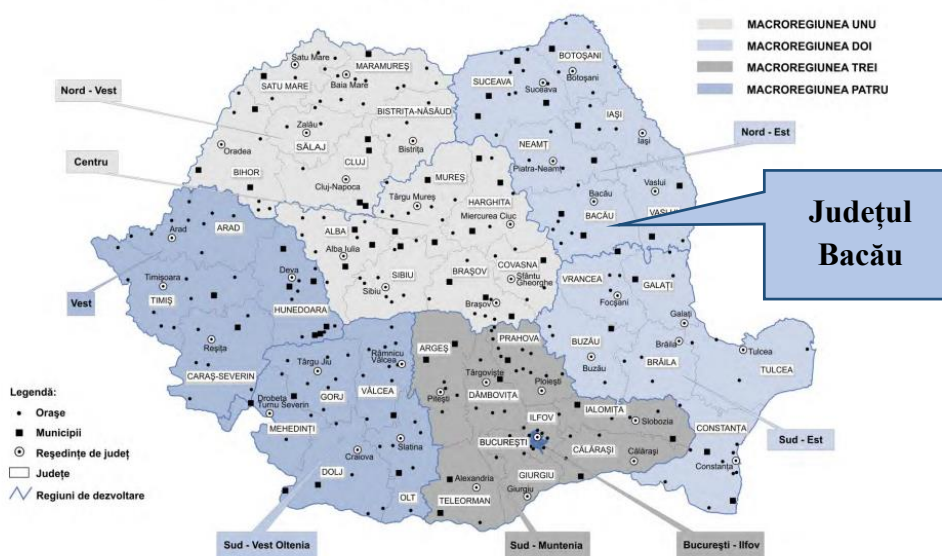 MACROREGIUNEA UNU
MACROREGIUNEA DOI
MACROREGIUNEA TREI
MACROREGIUNEA PATRU
Satu Mare
MARAMUREȘ
Baia Mare
SATU MARE
BOTOȘANI
Botoșani
SUCEAVA
Suceava
Nord - Vest
BISTRIȚA-NĂSĂUD
Zalău
SĂLAJ
Oradea
Bistrița
IAȘI
Iași
Nord - Est
NEAMȚ
Piatra-Neamț
Centru
BIHOR
CLUJ
Cluj-Napoca
MUREȘ
Târgu Mureș
HARGHITA
Miercurea Ciuc
Bacău
BACĂU
Vaslui
Județul
Bacău
ARAD
Arad
ALBA
Alba Iulia
Timișoara
TIMIȘ
Deva
SIBIU
Sibiu
BRAȘOV
Brașov
COVASNA
Sfântu
Gheorghe
VRANCEA
Focșani
GALAȚI
Galați
Vest
HUNEDOARA
Reșița
CARAȘ-SEVERIN
Târgu Jiu
GORJ
Râmnicu
Vâlcea
VÂLCEA
ARGEȘ
Pitești
PRAHOVA
Târgoviște
Ploiești
DÂMBOVIȚA
BUZĂU
Buzău
Brăila
BRĂILA
Tulcea
TULCEA
Legendă:
Orașe
Municipii
Reședințe de județ
Județe
Regiuni de dezvoltare
Drobeta
Turnu Severin
MEHEDINȚI
Craiova
DOLJ
Slatina
OLT
ILFOV
BUCUREȘTI
IALOMIȚA
Slobozia
CĂLĂRAȘI
Călărași
CONSTANȚA
Constanța
Sud - Est
Alexandria
TELEORMAN
GIURGIU
Giurgiu
Sud - Vest Oltenia
Sud - Muntenia
București - Ilfov